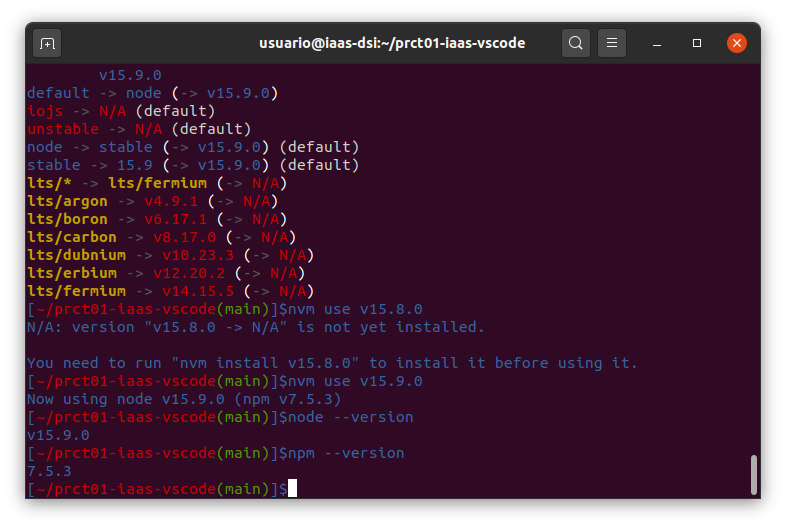 usuario@iaas-dsi:~/prct01-iaas-vscode
v15.9.0
default -> node (-> v15.9.0)
iojs -> N/A (default)
unstable -> N/A (default)
node -> stable (-> v15.9.0) (default)
stable -> 15.9 (-> v15.9.0) (default)
lts/* -> lts/fermium (-> N/A)
lts/argon -> v4.9.1 (-> N/A)
lts/boron -> v6.17.1 (-> N/A)
lts/carbon -> v8.17.0 (-> N/A)
lts/dubnium -> v10.23.3 (-> N/A)
lts/erbium -> v12.20.2 (-> N/A)
lts/fermium -> v14.15.5 (-> N/A)
[~/prct01-iaas-vscode(main)]$nvm use v15.8.0
N/A: version "v15.8.0 -> N/A" is not yet installed.
You need to run "nvm install v15.8.0" to install it before using it.
[~/prct01-iaas-vscode(main)]$nvm use v15.9.0
Now using node v15.9.0 (npm v7.5.3)
[~/prct01-iaas-vscode(main)]$node --version
v15.9.0
[~/prct01-iaas-vscode(main)]$npm --version
7.5.3
[~/prct01-iaas-vscode(main)]$